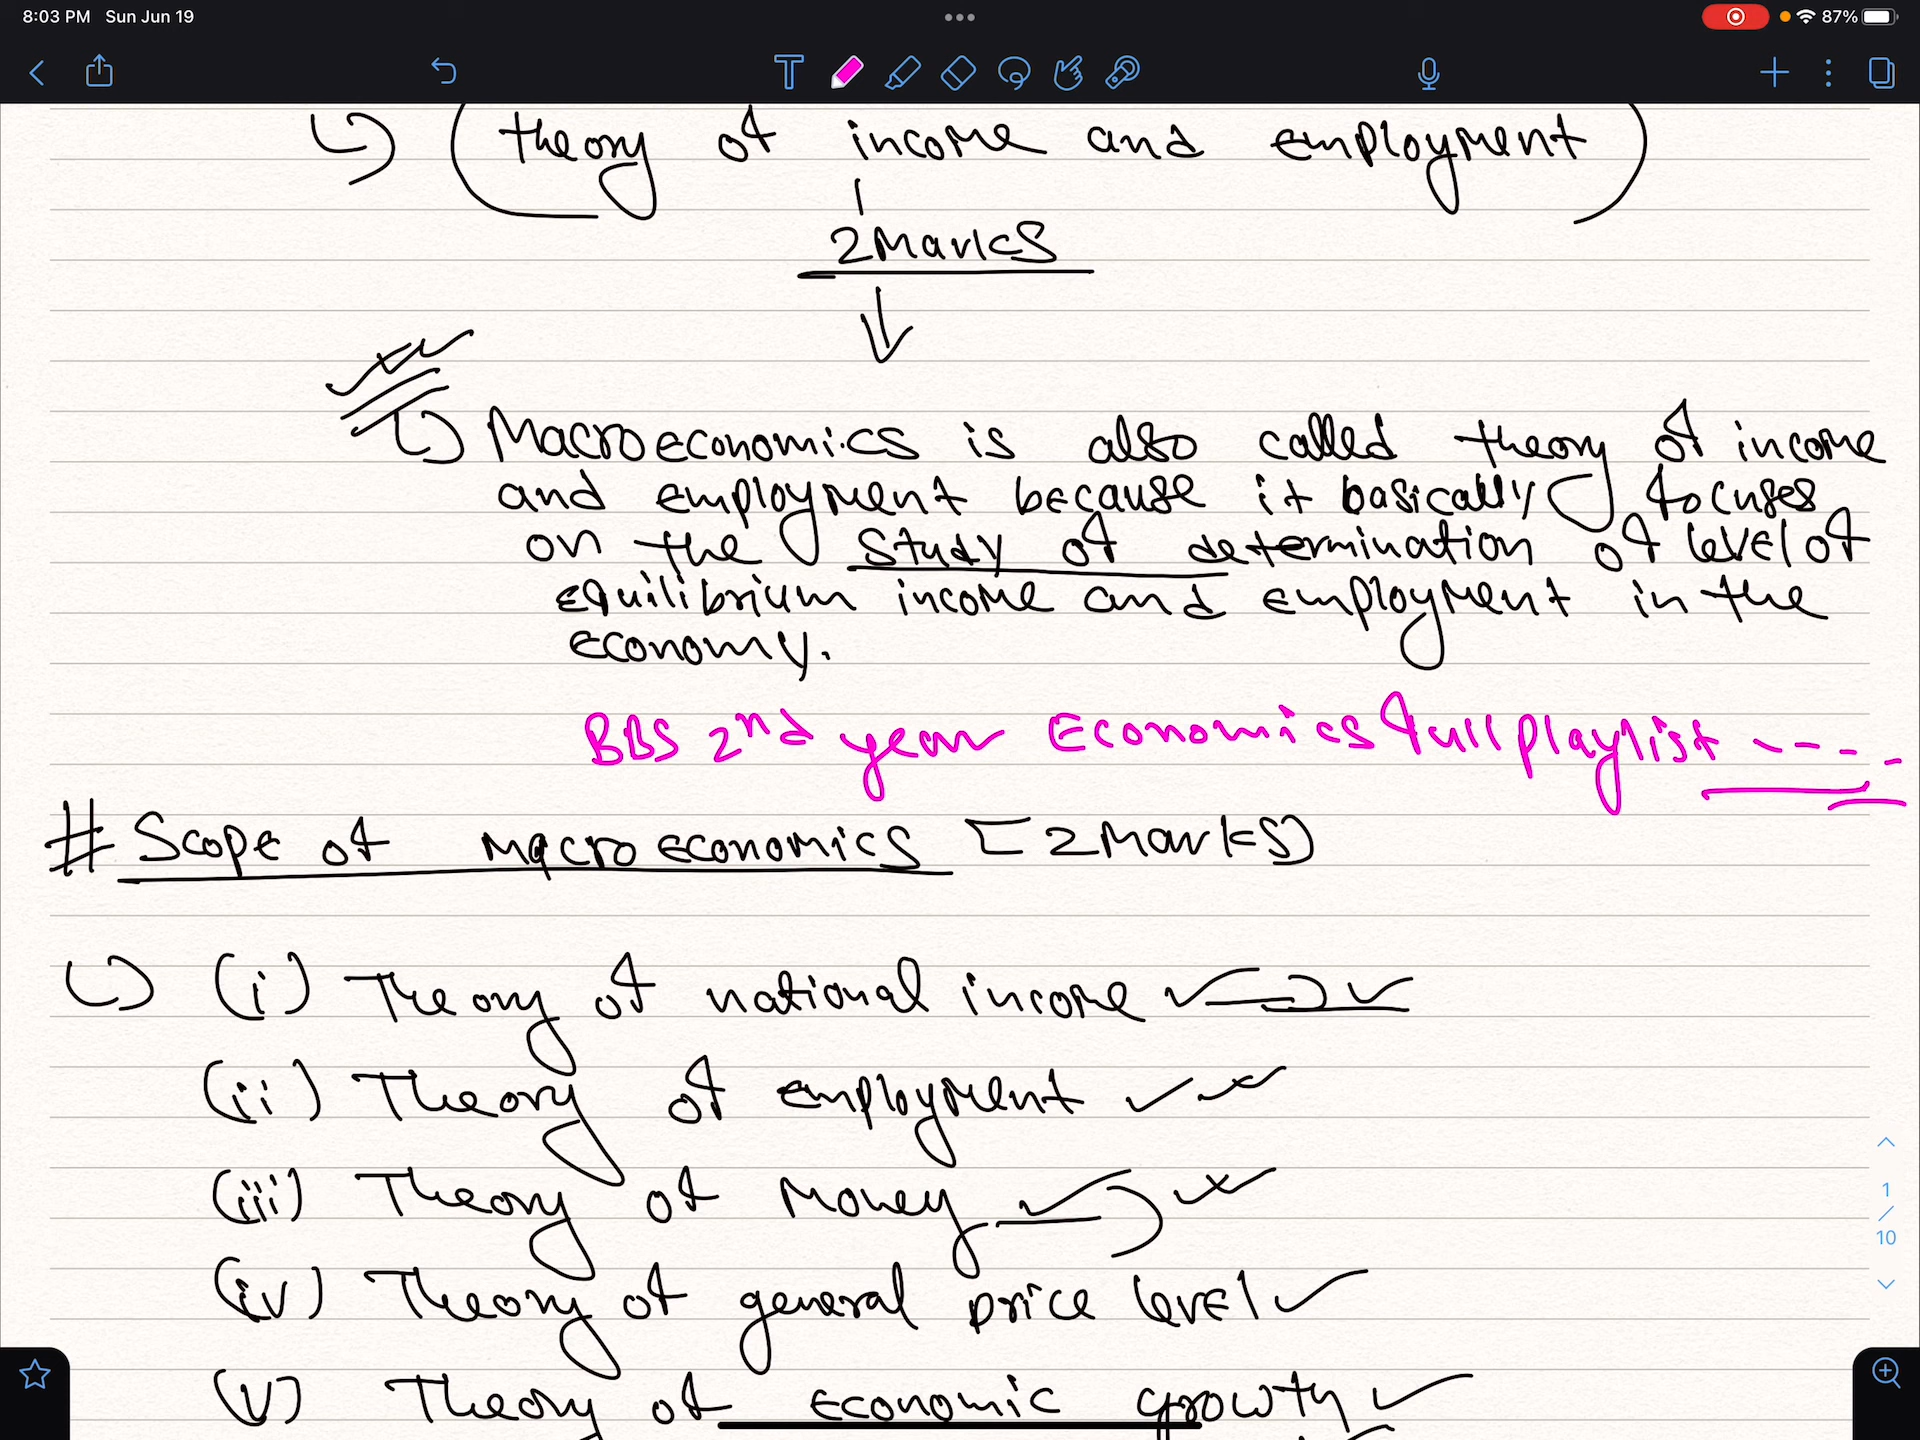 8:03 PM Sun Jun 19
87%
(theory of income and employment)
2 Marks
Macroeconomics is also called theory of income
and employment because it basically focuses
on the study of determination of level of
equilibrium income and employment in the
economy.
BBS 2nd year Economics full playlist ----
# Scope of macroeconomics [2 Marks]
(i) Theory of national income
(ii) Theory of employment
(iii) Theory of Money
(iv) Theory of general price level
(v) Theory of economic growth
1
/
10